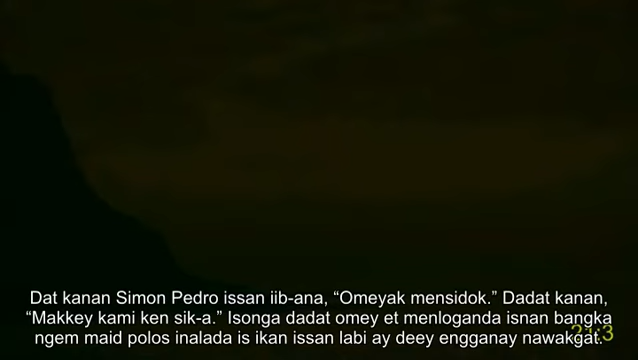 Dat kanan Simon Pedro issan iib-ana, “Omeyak mensidok.” Dadat kanan,
“Makkey kami ken sik-a.” Isonga dadat omey et menloganda isnan bangka
ngem maid polos inalada is ikan issan labi ay deey engganay nawakgat.
21:3